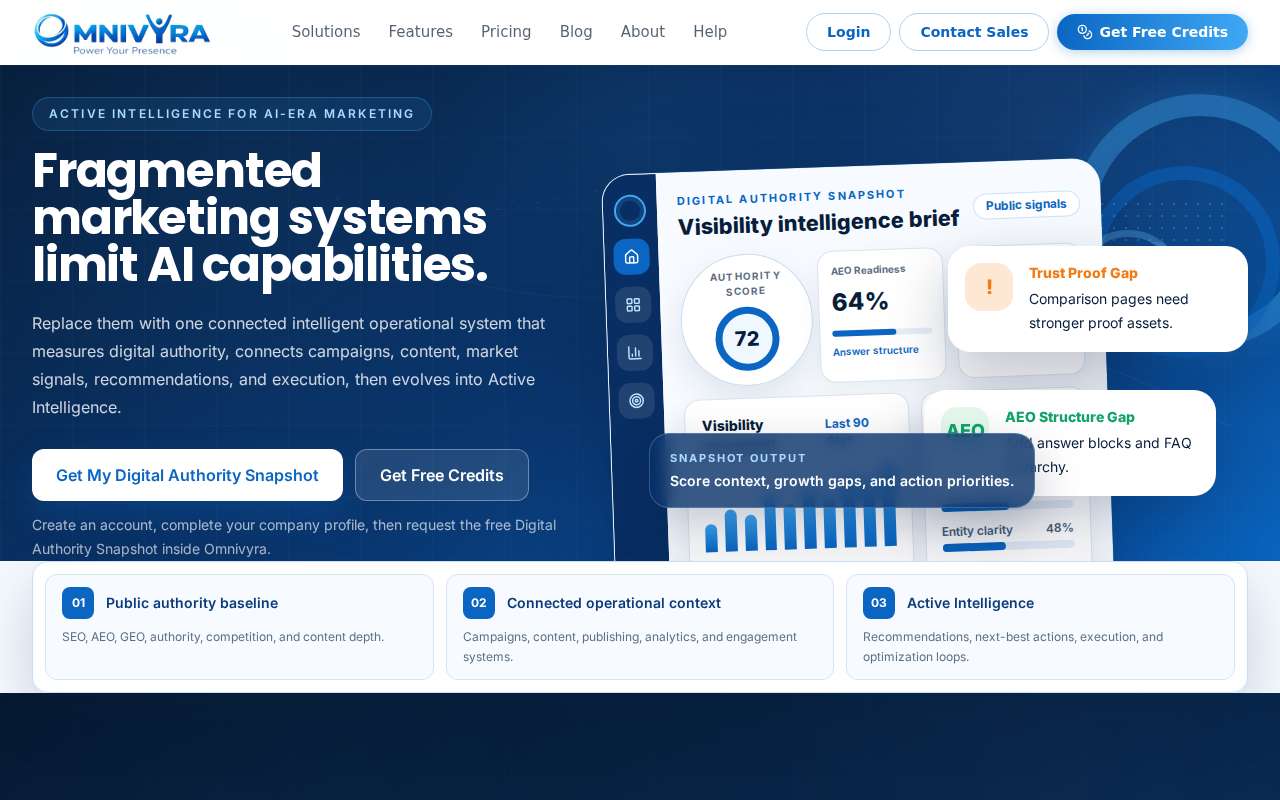 OMNIVYRA
Power Your Presence
Solutions
Features
Pricing
Blog
About
Help
Login
Contact Sales
Get Free Credits
ACTIVE INTELLIGENCE FOR AI-ERA MARKETING
Fragmented
marketing systems
limit AI capabilities.
Replace them with one connected intelligent operational system that
measures digital authority, connects campaigns, content, market
signals, recommendations, and execution, then evolves into Active
Intelligence.
Get My Digital Authority Snapshot
Get Free Credits
Create an account, complete your company profile, then request the free Digital
Authority Snapshot inside Omnivyra.
DIGITAL AUTHORITY SNAPSHOT
Visibility intelligence brief
Public signals
AUTHORITY
SCORE
72
AEO Readiness
64%
Answer structure
!
Trust Proof Gap
Comparison pages need
stronger proof assets.
Visibility
Last 90
AEO
AEO Structure Gap
answer blocks and FAQ
SNAPSHOT OUTPUT
Score context, growth gaps, and action priorities.
Entity clarity
48%
01
Public authority baseline
SEO, AEO, GEO, authority, competition, and content depth.
02
Connected operational context
Campaigns, content, publishing, analytics, and engagement
systems.
03
Active Intelligence
Recommendations, next-best actions, execution, and
optimization loops.